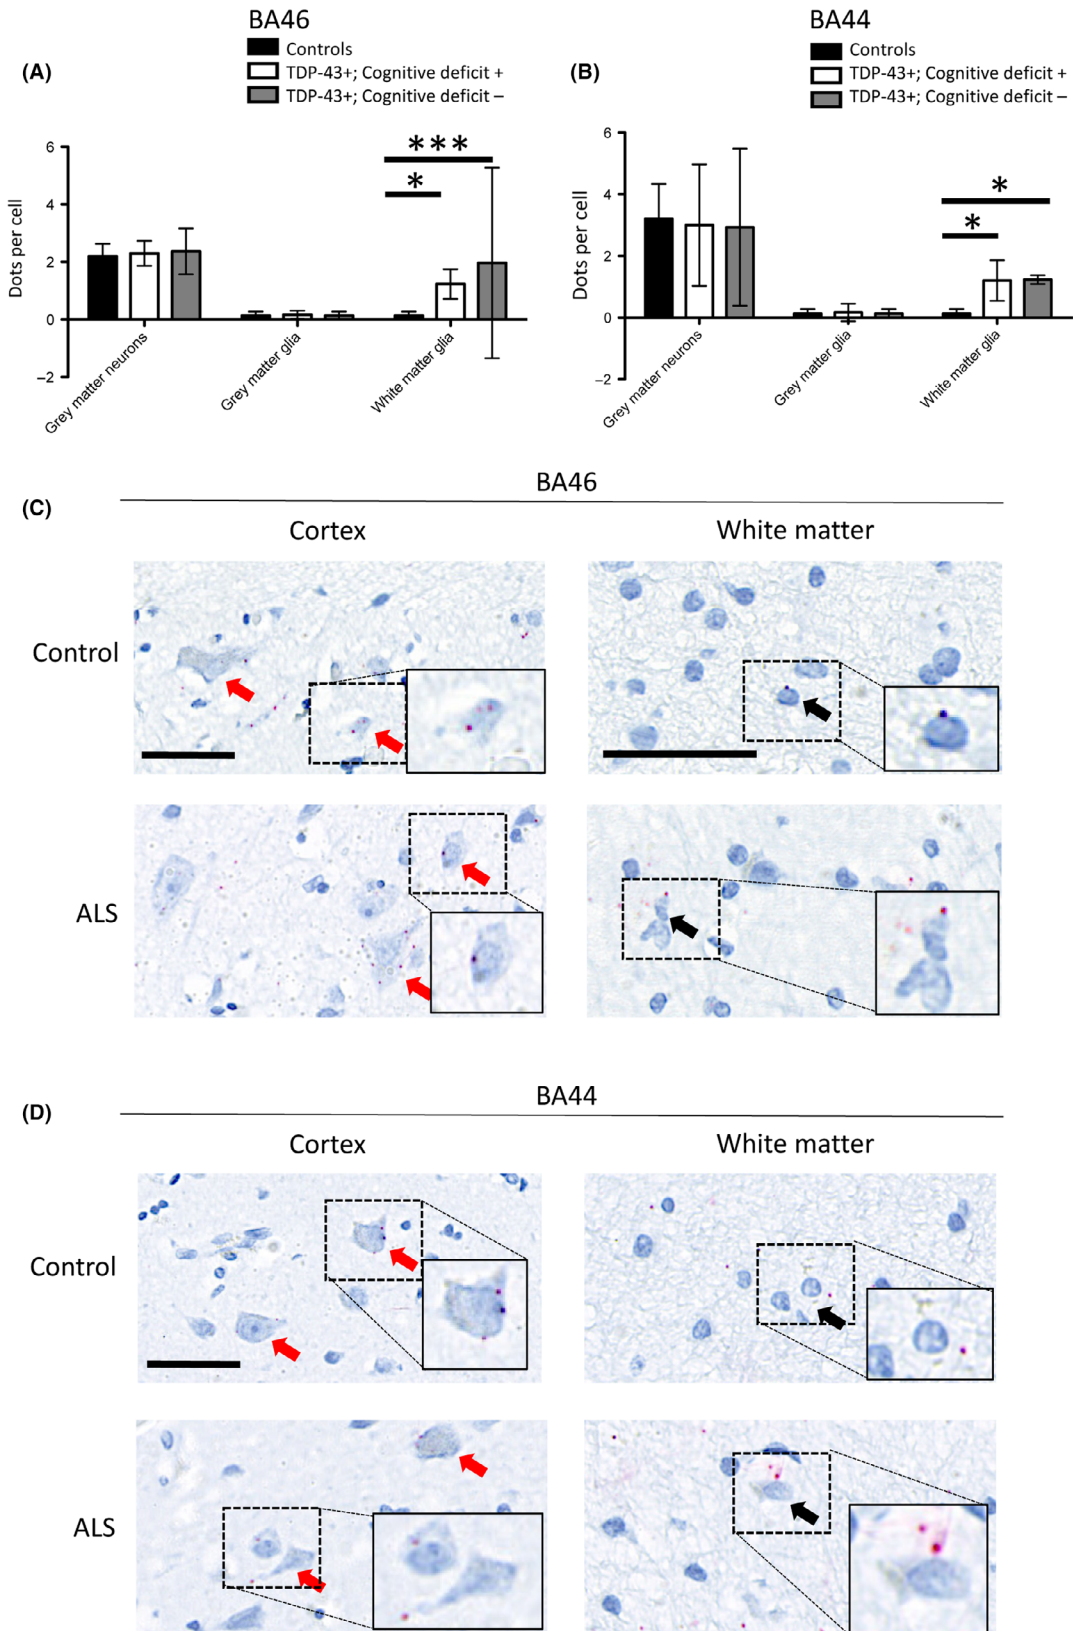 BA46
Controls
TDP-43+; Cognitive deficit +
TDP-43+; Cognitive deficit –
(A)
Dots per cell
6
4
2
0
–2
***
*
Grey matter neurons
Grey matter glia
White matter glia
BA44
Controls
TDP-43+; Cognitive deficit +
TDP-43+; Cognitive deficit –
(B)
Dots per cell
6
4
2
0
–2
*
*
Grey matter neurons
Grey matter glia
White matter glia
BA46
(C)
Cortex
White matter
Control
ALS
BA44
(D)
Cortex
White matter
Control
ALS